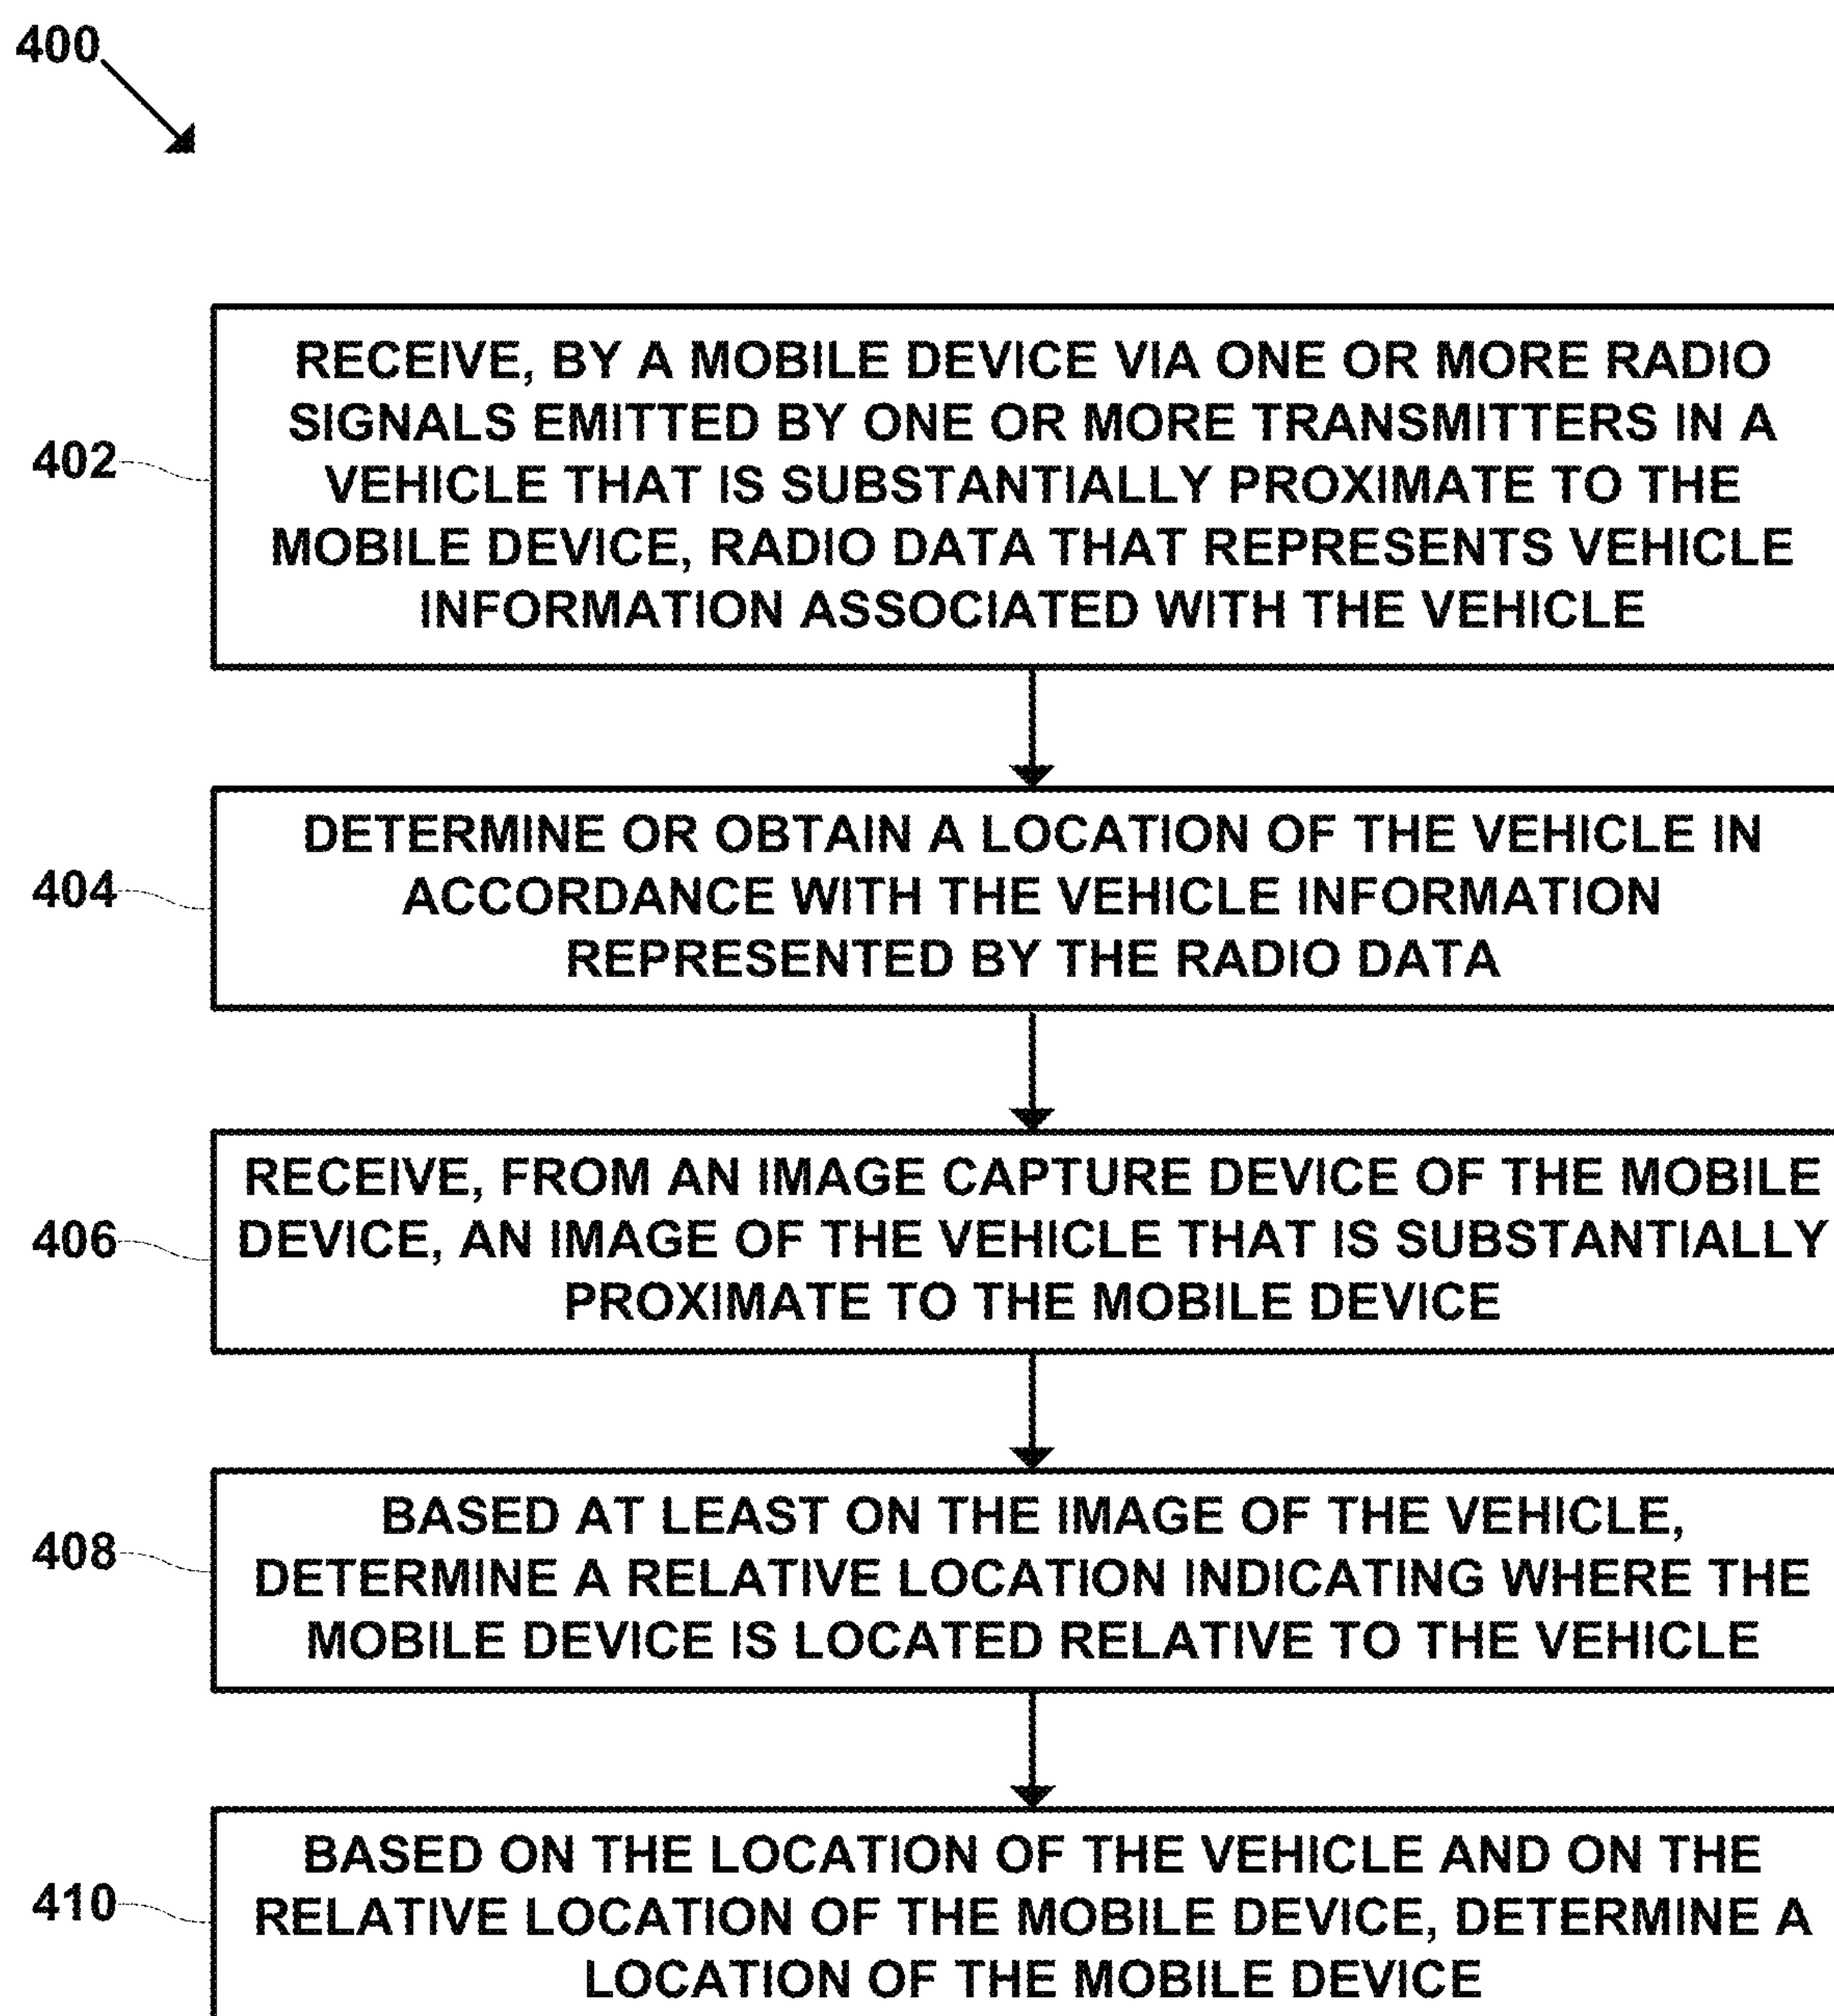 400
RECEIVE, BY A MOBILE DEVICE VIA ONE OR MORE RADIO
SIGNALS EMITTED BY ONE OR MORE TRANSMITTERS IN A
402
VEHICLE THAT IS SUBSTANTIALLY PROXIMATE TO THE
MOBILE DEVICE, RADIO DATA THAT REPRESENTS VEHICLE
INFORMATION ASSOCIATED WITH THE VEHICLE
DETERMINE OR OBTAIN A LOCATION OF THE VEHICLE IN
404
ACCORDANCE WITH THE VEHICLE INFORMATION
REPRESENTED BY THE RADIO DATA
RECEIVE, FROM AN IMAGE CAPTURE DEVICE OF THE MOBILE
406
DEVICE, AN IMAGE OF THE VEHICLE THAT IS SUBSTANTIALLY
PROXIMATE TO THE MOBILE DEVICE
BASED AT LEAST ON THE IMAGE OF THE VEHICLE,
408
DETERMINE A RELATIVE LOCATION INDICATING WHERE THE
MOBILE DEVICE IS LOCATED RELATIVE TO THE VEHICLE
BASED ON THE LOCATION OF THE VEHICLE AND ON THE
410
RELATIVE LOCATION OF THE MOBILE DEVICE, DETERMINE A
LOCATION OF THE MOBILE DEVICE